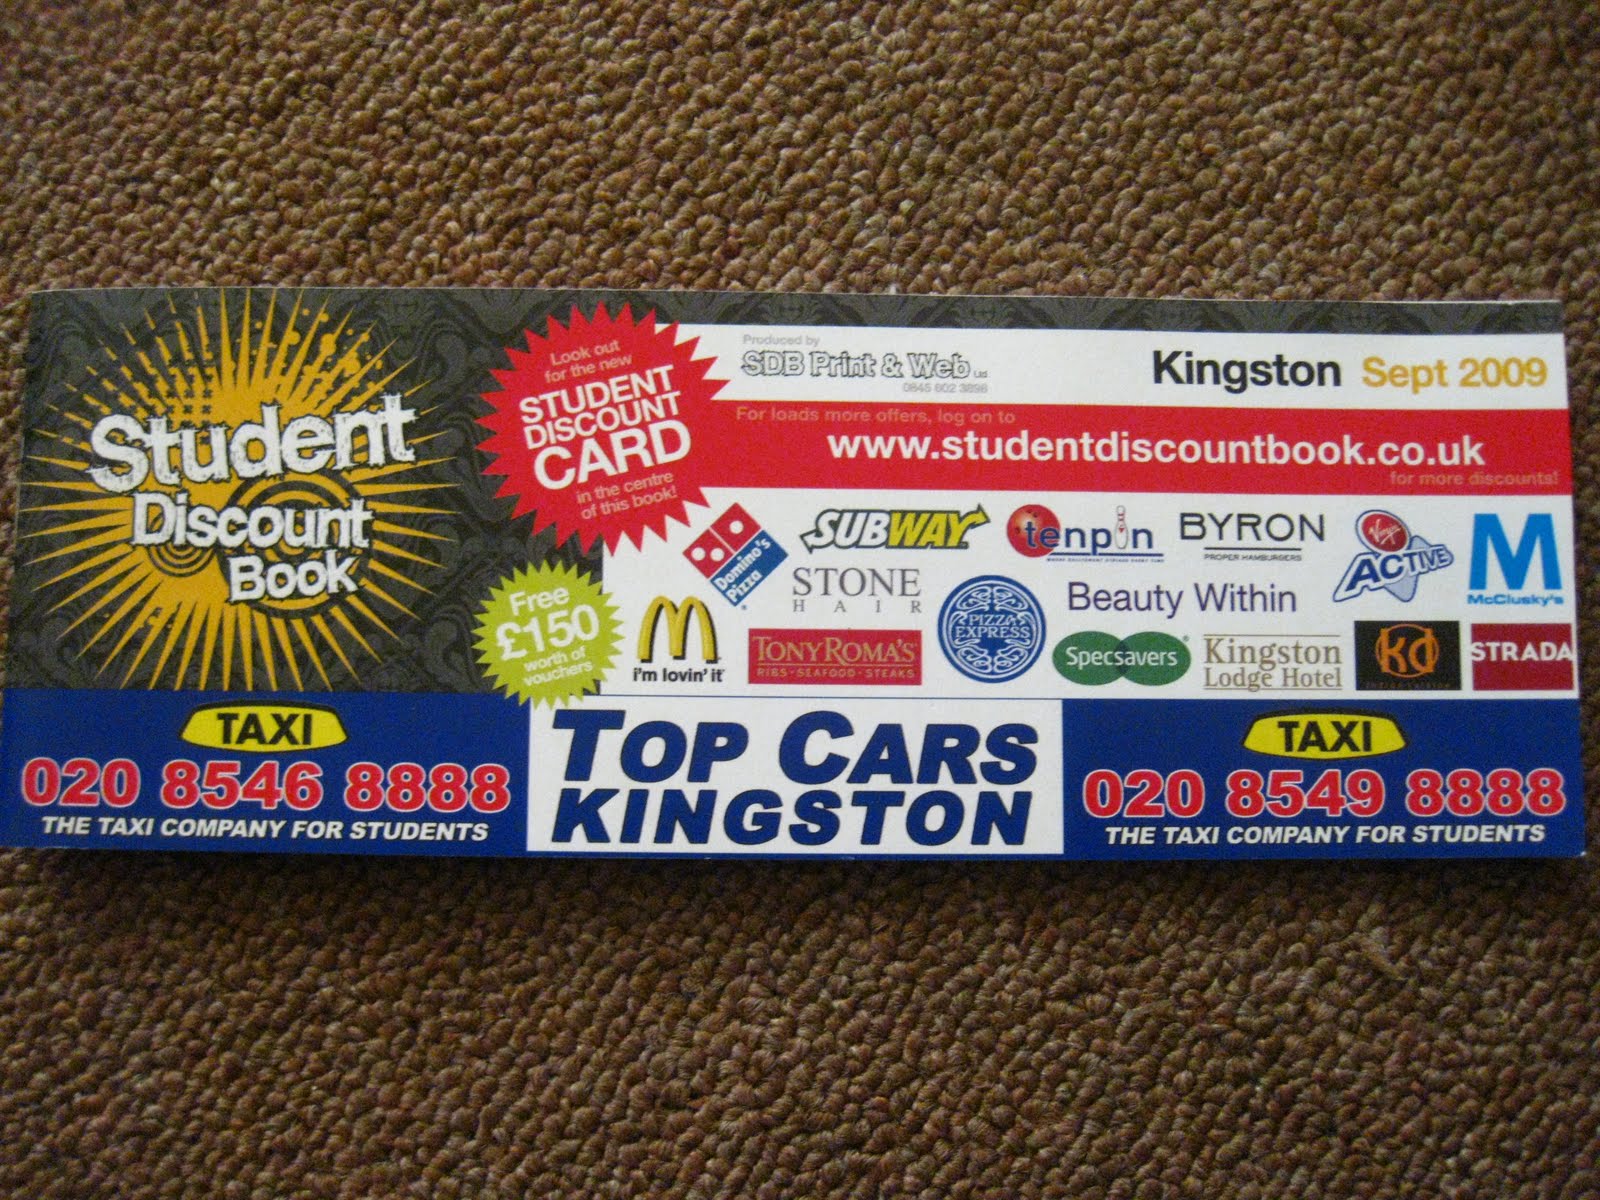 Student
Discount
Book
Look out
for the new
STUDENT
DISCOUNT
CARD
in the centre
of this book!
Free
£150
worth of
vouchers
Produced by
SDB Print & Web Ltd
0845 602 3896
Kingston Sept 2009
For loads more offers, log on to
www.studentdiscountbook.co.uk
for more discounts!
Domino's
Pizza
SUBWAY
tenpin
BYRON
PROPER HAMBURGERS
Virgin
ACTIVE
M
McClusky's
STONE
HAIR
PIZZA
EXPRESS
Beauty Within
M
i'm lovin' it
TONY ROMA'S
RIBS • SEAFOOD • STEAKS
Specsavers
Kingston
Lodge Hotel
kd
STRADA
TAXI
020 8546 8888
THE TAXI COMPANY FOR STUDENTS
TOP CARS
KINGSTON
TAXI
020 8549 8888
THE TAXI COMPANY FOR STUDENTS